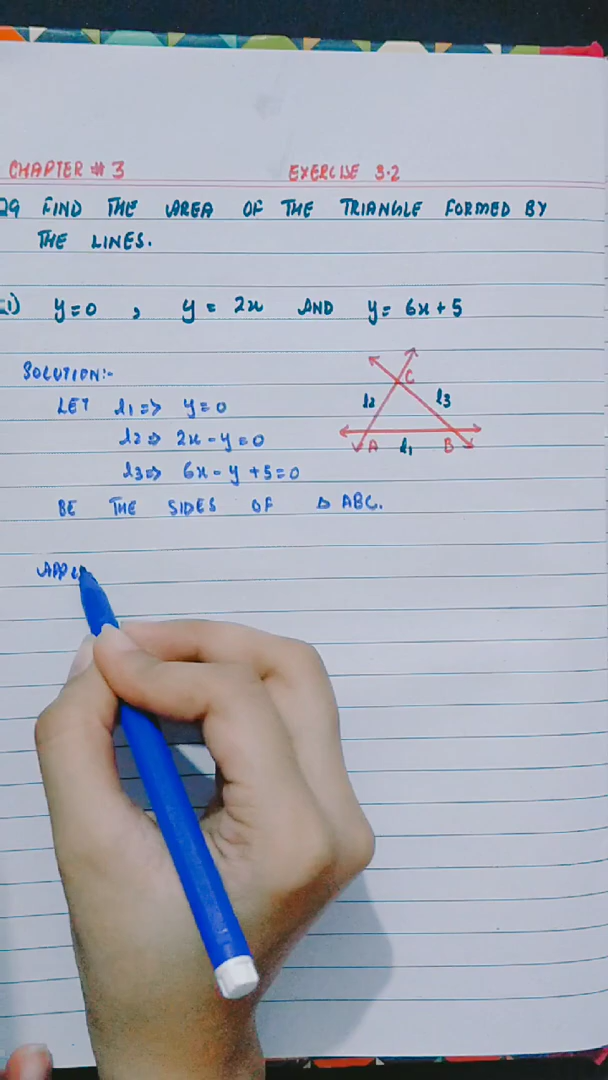 CHAPTER # 3 EXERCISE 3.2
Q9 FIND THE AREA OF THE TRIANGLE FORMED BY
THE LINES.
i) y=0 , y = 2x AND y= 6x+5
SOLUTION:-
LET l1=> y=0
l2=> 2x-y=0
l3=> 6x-y+5=0
BE THE SIDES OF △ ABC.
C
l2 l3
A l1 B